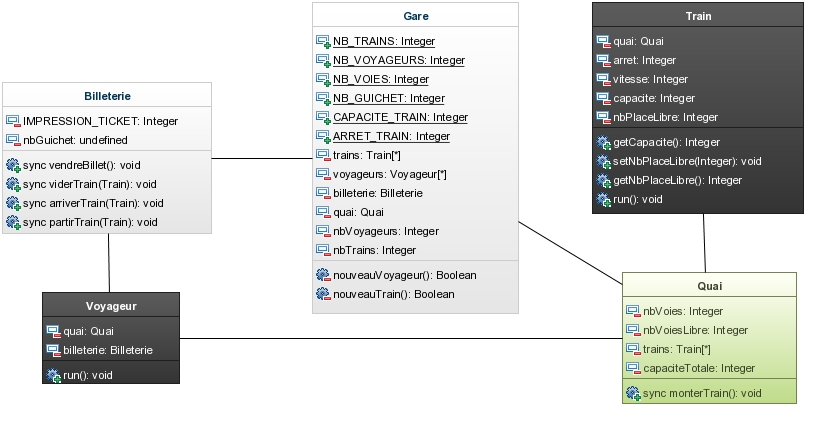 Billeterie
IMPRESSION_TICKET: Integer
nbGuichet: undefined
sync vendreBillet(): void
sync viderTrain(Train): void
sync arriverTrain(Train): void
sync partirTrain(Train): void
Gare
NB_TRAINS: Integer
NB_VOYAGEURS: Integer
NB_VOIES: Integer
NB_GUICHET: Integer
CAPACITE_TRAIN: Integer
ARRET_TRAIN: Integer
trains: Train[*]
voyageurs: Voyageur[*]
billeterie: Billeterie
quai: Quai
nbVoyageurs: Integer
nbTrains: Integer
nouveauVoyageur(): Boolean
nouveauTrain(): Boolean
Train
quai: Quai
arret: Integer
vitesse: Integer
capacite: Integer
nbPlaceLibre: Integer
getCapacite(): Integer
setNbPlaceLibre(Integer): void
getNbPlaceLibre(): Integer
run(): void
Voyageur
quai: Quai
billeterie: Billeterie
run(): void
Quai
nbVoies: Integer
nbVoiesLibre: Integer
trains: Train[*]
capaciteTotale: Integer
sync monterTrain(): void